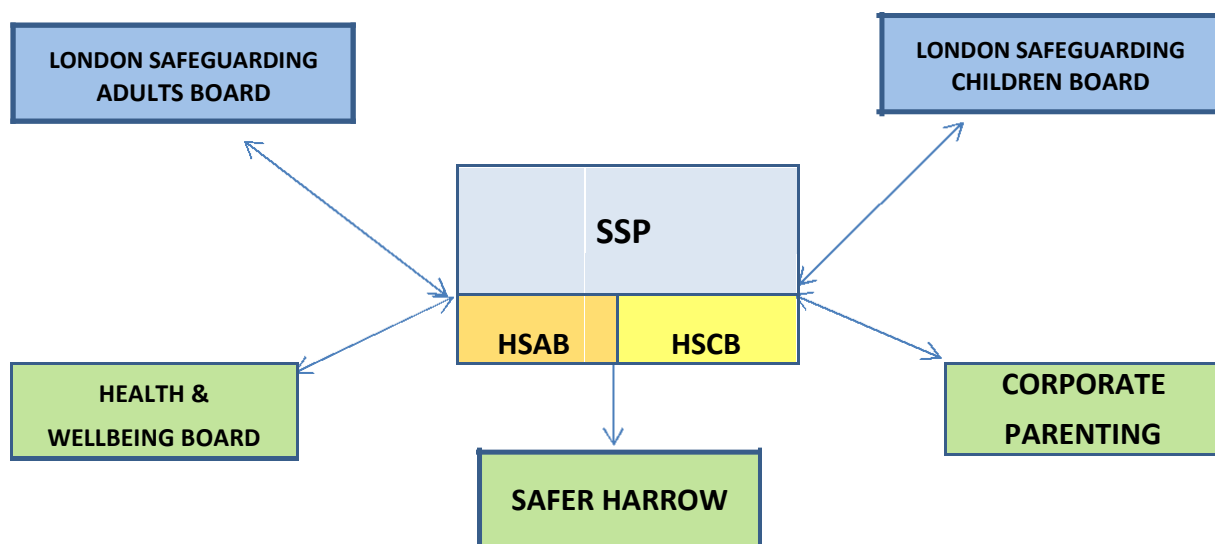 LONDON SAFEGUARDING
ADULTS BOARD
LONDON SAFEGUARDING
CHILDREN BOARD
SSP
HSAB
HSCB
HEALTH &
WELLBEING BOARD
CORPORATE
PARENTING
SAFER HARROW